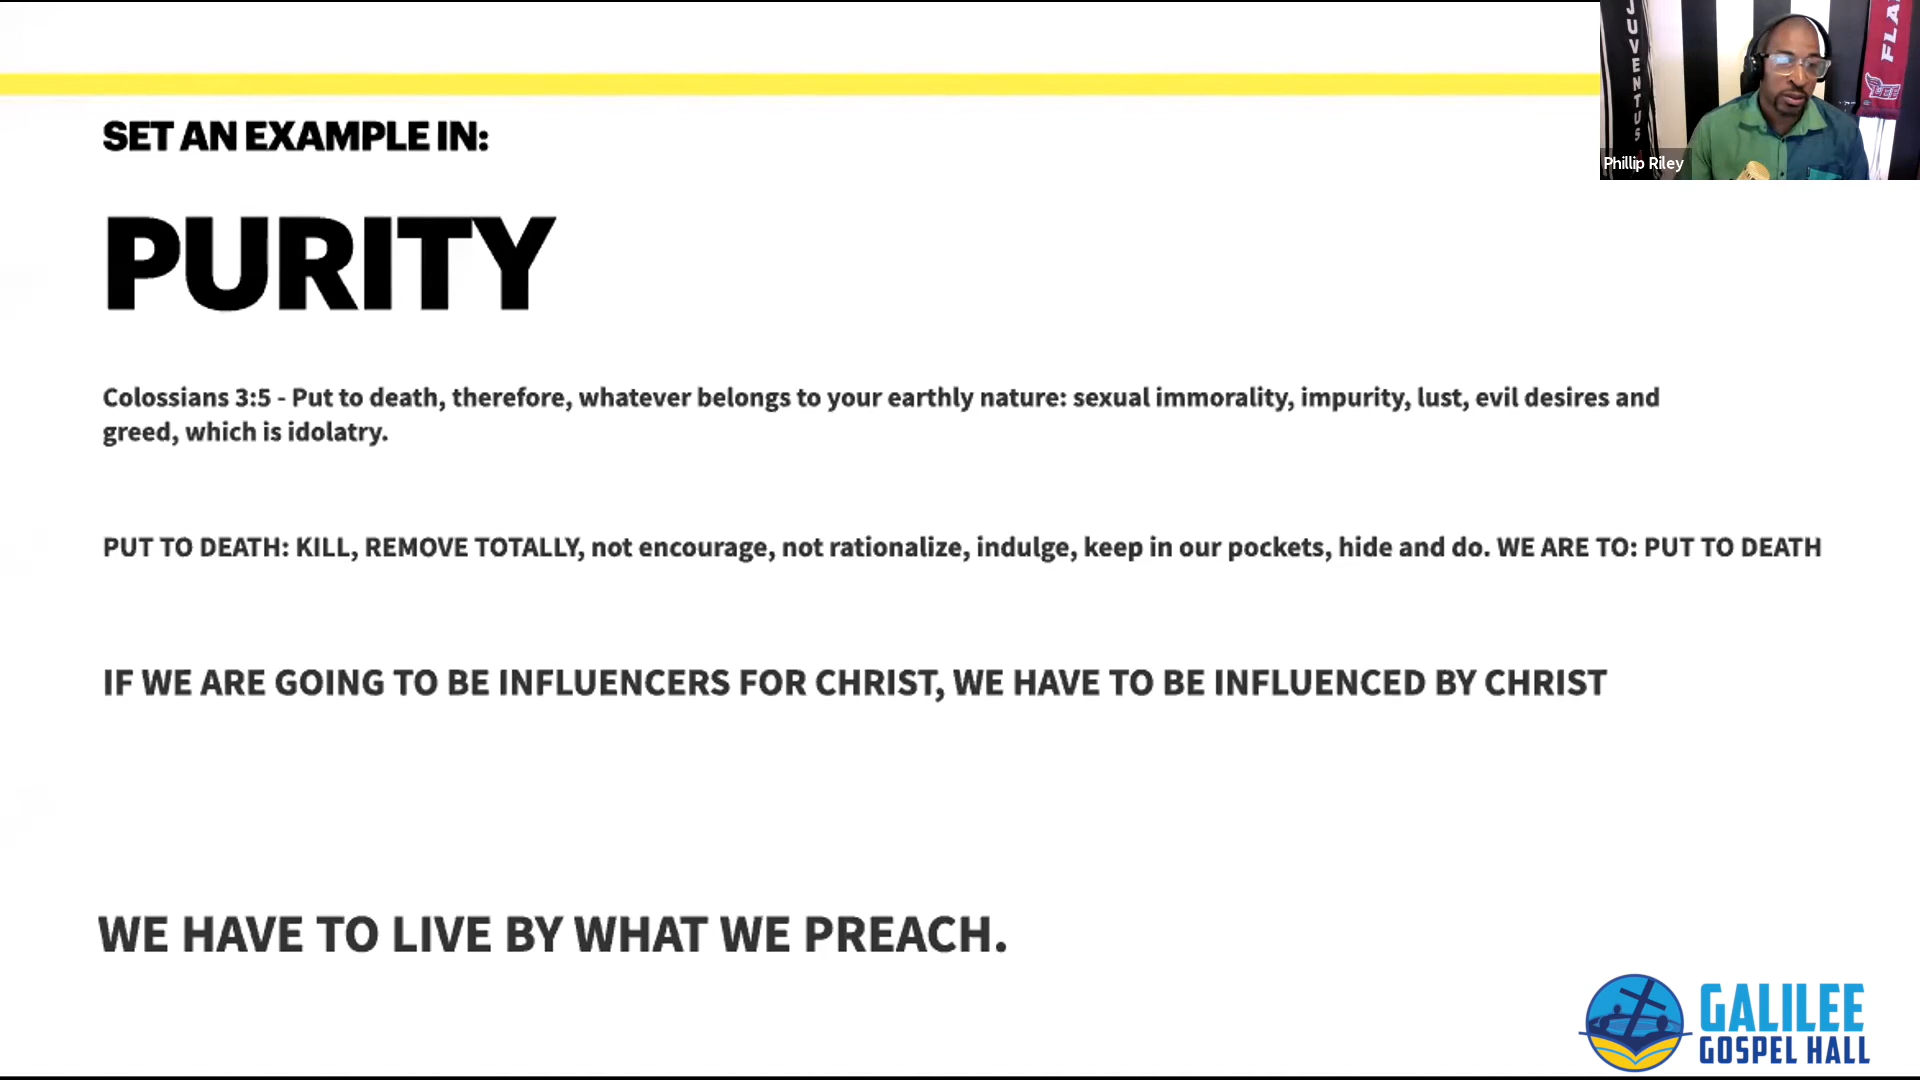 SET AN EXAMPLE IN:
PURITY
Colossians 3:5 - Put to death, therefore, whatever belongs to your earthly nature: sexual immorality, impurity, lust, evil desires and
greed, which is idolatry.
PUT TO DEATH: KILL, REMOVE TOTALLY, not encourage, not rationalize, indulge, keep in our pockets, hide and do. WE ARE TO: PUT TO DEATH
IF WE ARE GOING TO BE INFLUENCERS FOR CHRIST, WE HAVE TO BE INFLUENCED BY CHRIST
WE HAVE TO LIVE BY WHAT WE PREACH.
JUVENTUS
FLA
LEE
Phillip Riley
GALILEE
GOSPEL HALL